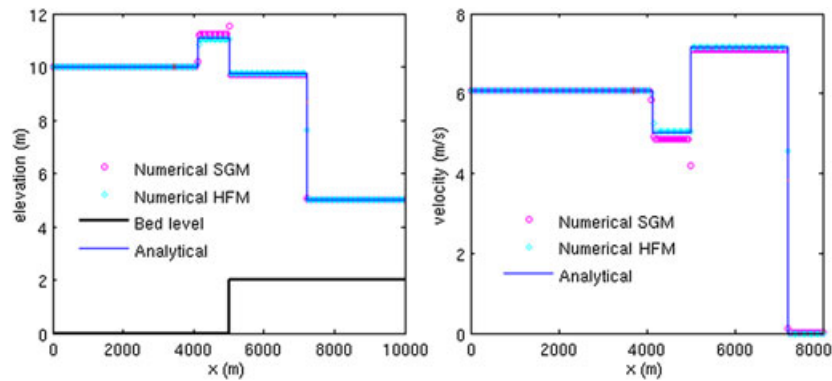 12
10
8
6
4
2
0
elevation (m)
Numerical SGM
Numerical HFM
Bed level
Analytical
0 2000 4000 6000 8000 10000
x (m)
8
6
4
2
0
velocity (m/s)
Numerical SGM
Numerical HFM
Analytical
0 2000 4000 6000 8000
x (m)